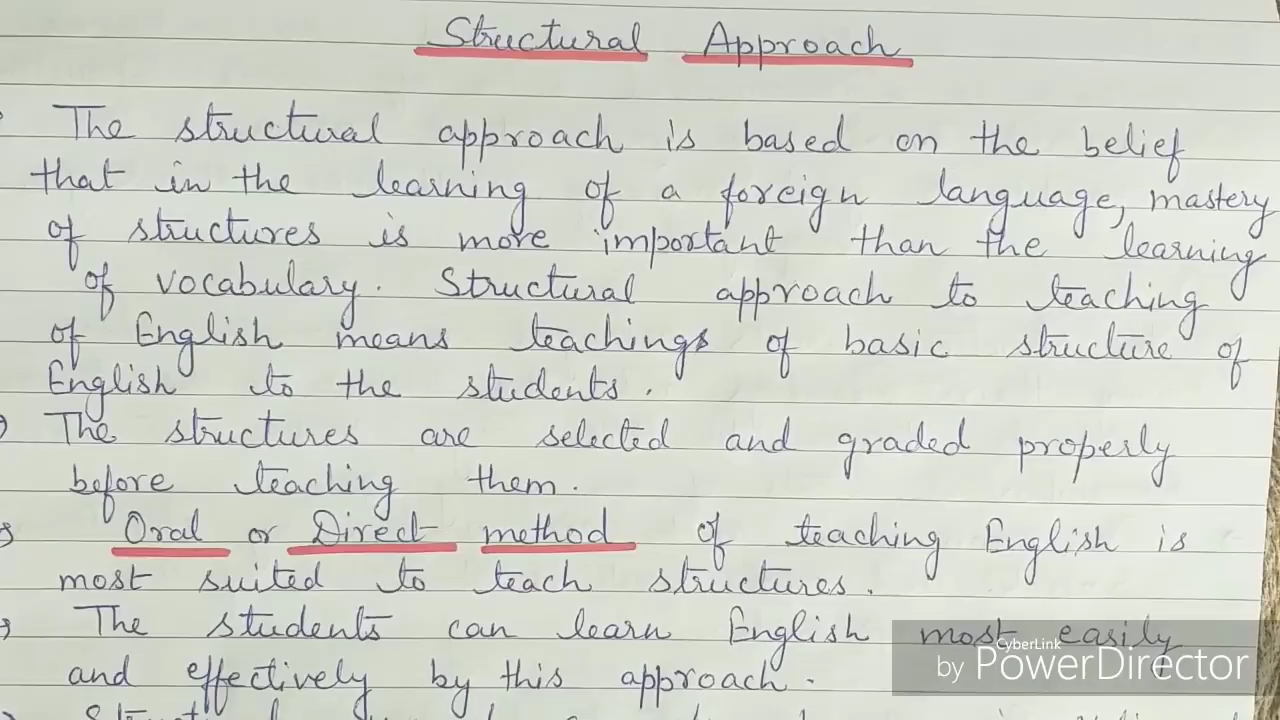 Structural Approach
The structural approach is based on the belief
that in the learning of a foreign language, mastery
of structures is more important than the learning
of vocabulary. Structural approach to teaching
of English means teachings of basic structure of
English to the students.
The structures are selected and graded properly
before teaching them.
Oral or Direct method of teaching English is
most suited to teach structures.
The students can learn English most easily
and effectively by this approach.
CyberLink
by PowerDirector